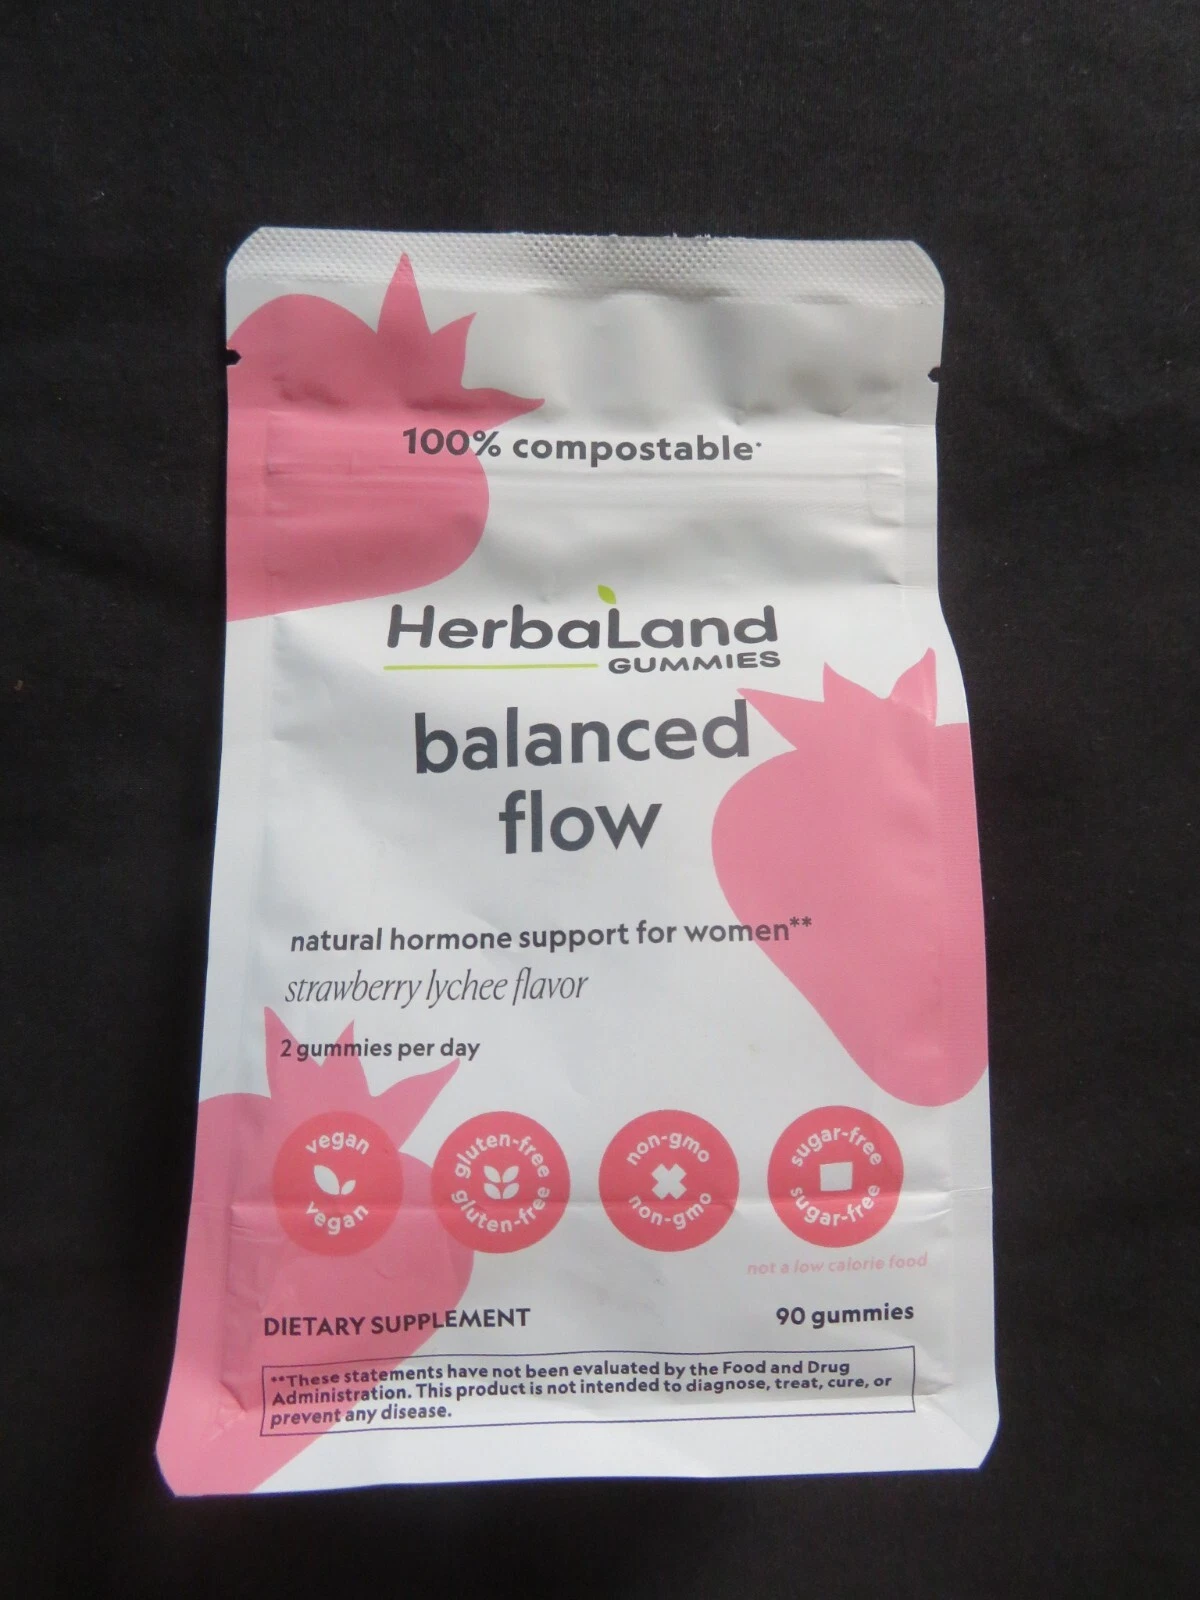 100% compostable*
HerbaLand
GUMMIES
balanced
flow
natural hormone support for women**
strawberry lychee flavor
2 gummies per day
vegan
vegan
gluten-free
gluten-free
non-gmo
non-gmo
sugar-free
sugar-free
not a low calorie food
DIETARY SUPPLEMENT
90 gummies
**These statements have not been evaluated by the Food and Drug
Administration. This product is not intended to diagnose, treat, cure, or
prevent any disease.